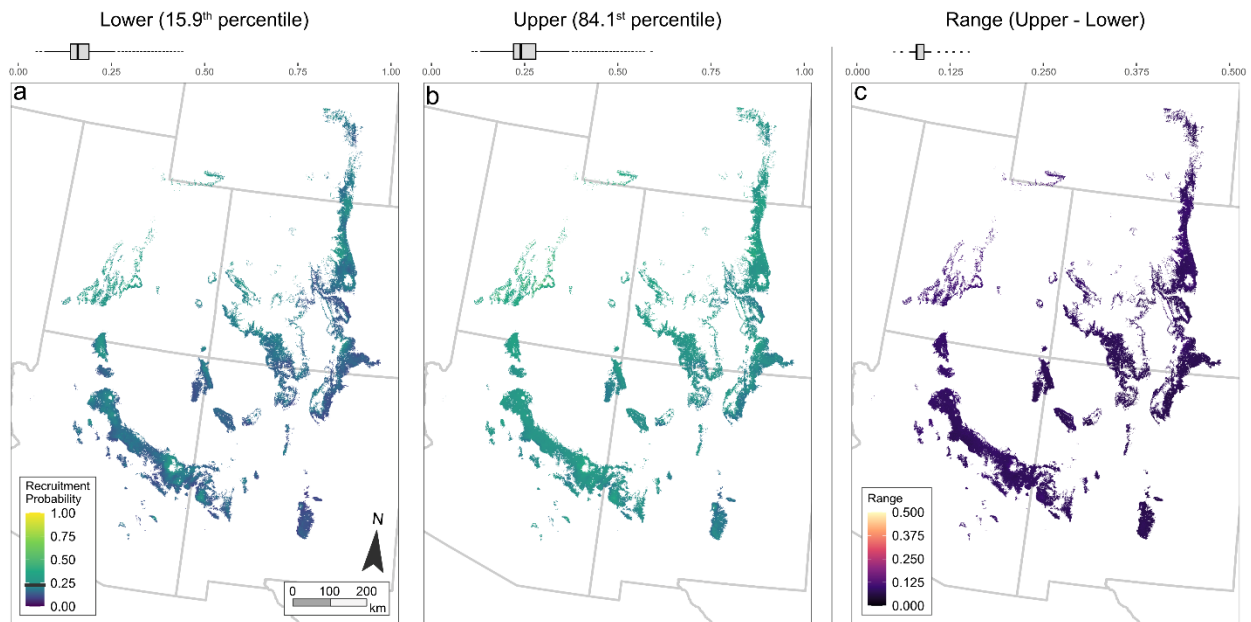 Lower (15.9th percentile)
Upper (84.1st percentile)
Range (Upper - Lower)
0.00 0.25 0.50 0.75 1.00
0.00 0.25 0.50 0.75 1.00
0.000 0.125 0.250 0.375 0.500
a
b
c
Recruitment
Probability
1.00
0.75
0.50
0.25
0.00
N
0 100 200
km
Range
0.500
0.375
0.250
0.125
0.000